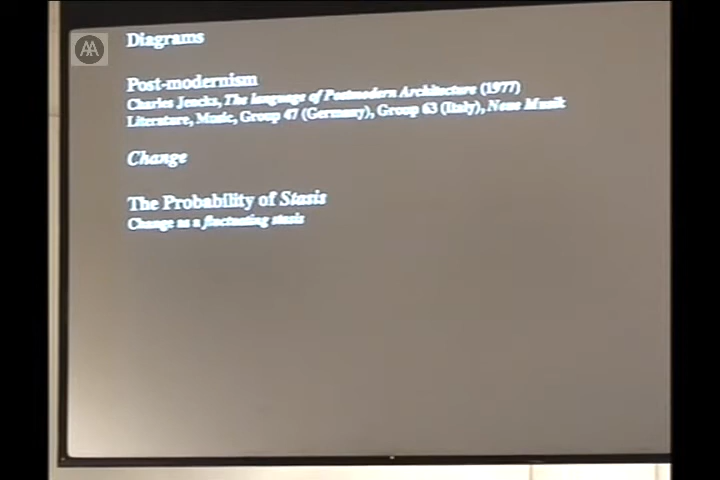 AA
Diagrams
Post-modernism
Charles Jencks, The language of Postmodern Architecture (1977)
Literature, Music, Group 47 (Germany), Group 63 (Italy), Neue Musik
Change
The Probability of Stasis
Change as a fluctuating stasis